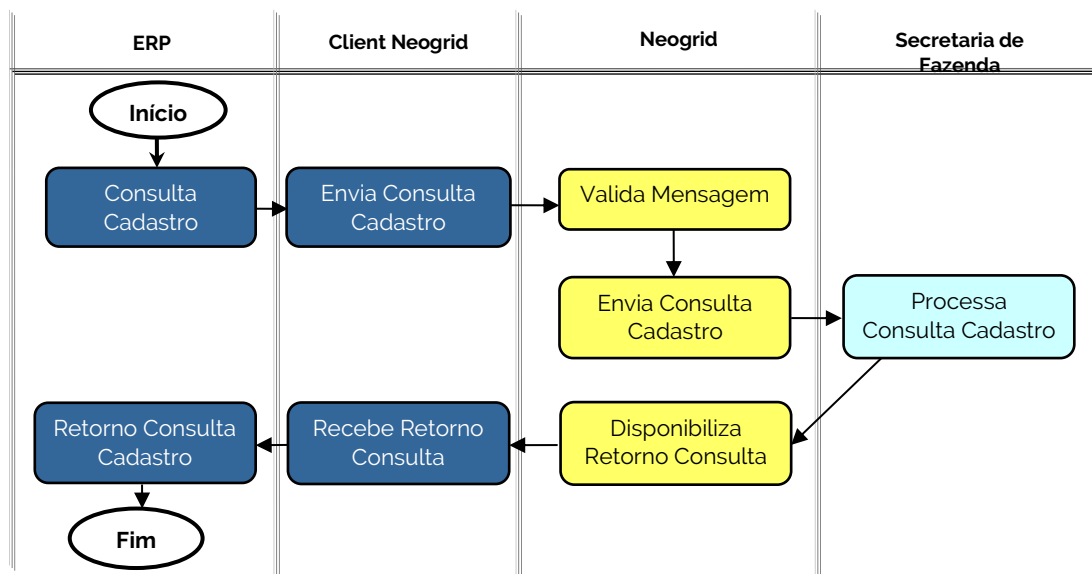 ERP
Client Neogrid
Neogrid
Secretaria de
Fazenda
Início
Consulta
Cadastro
Envia Consulta
Cadastro
Valida Mensagem
Envia Consulta
Cadastro
Processa
Consulta Cadastro
Retorno Consulta
Cadastro
Recebe Retorno
Consulta
Disponibiliza
Retorno Consulta
Fim